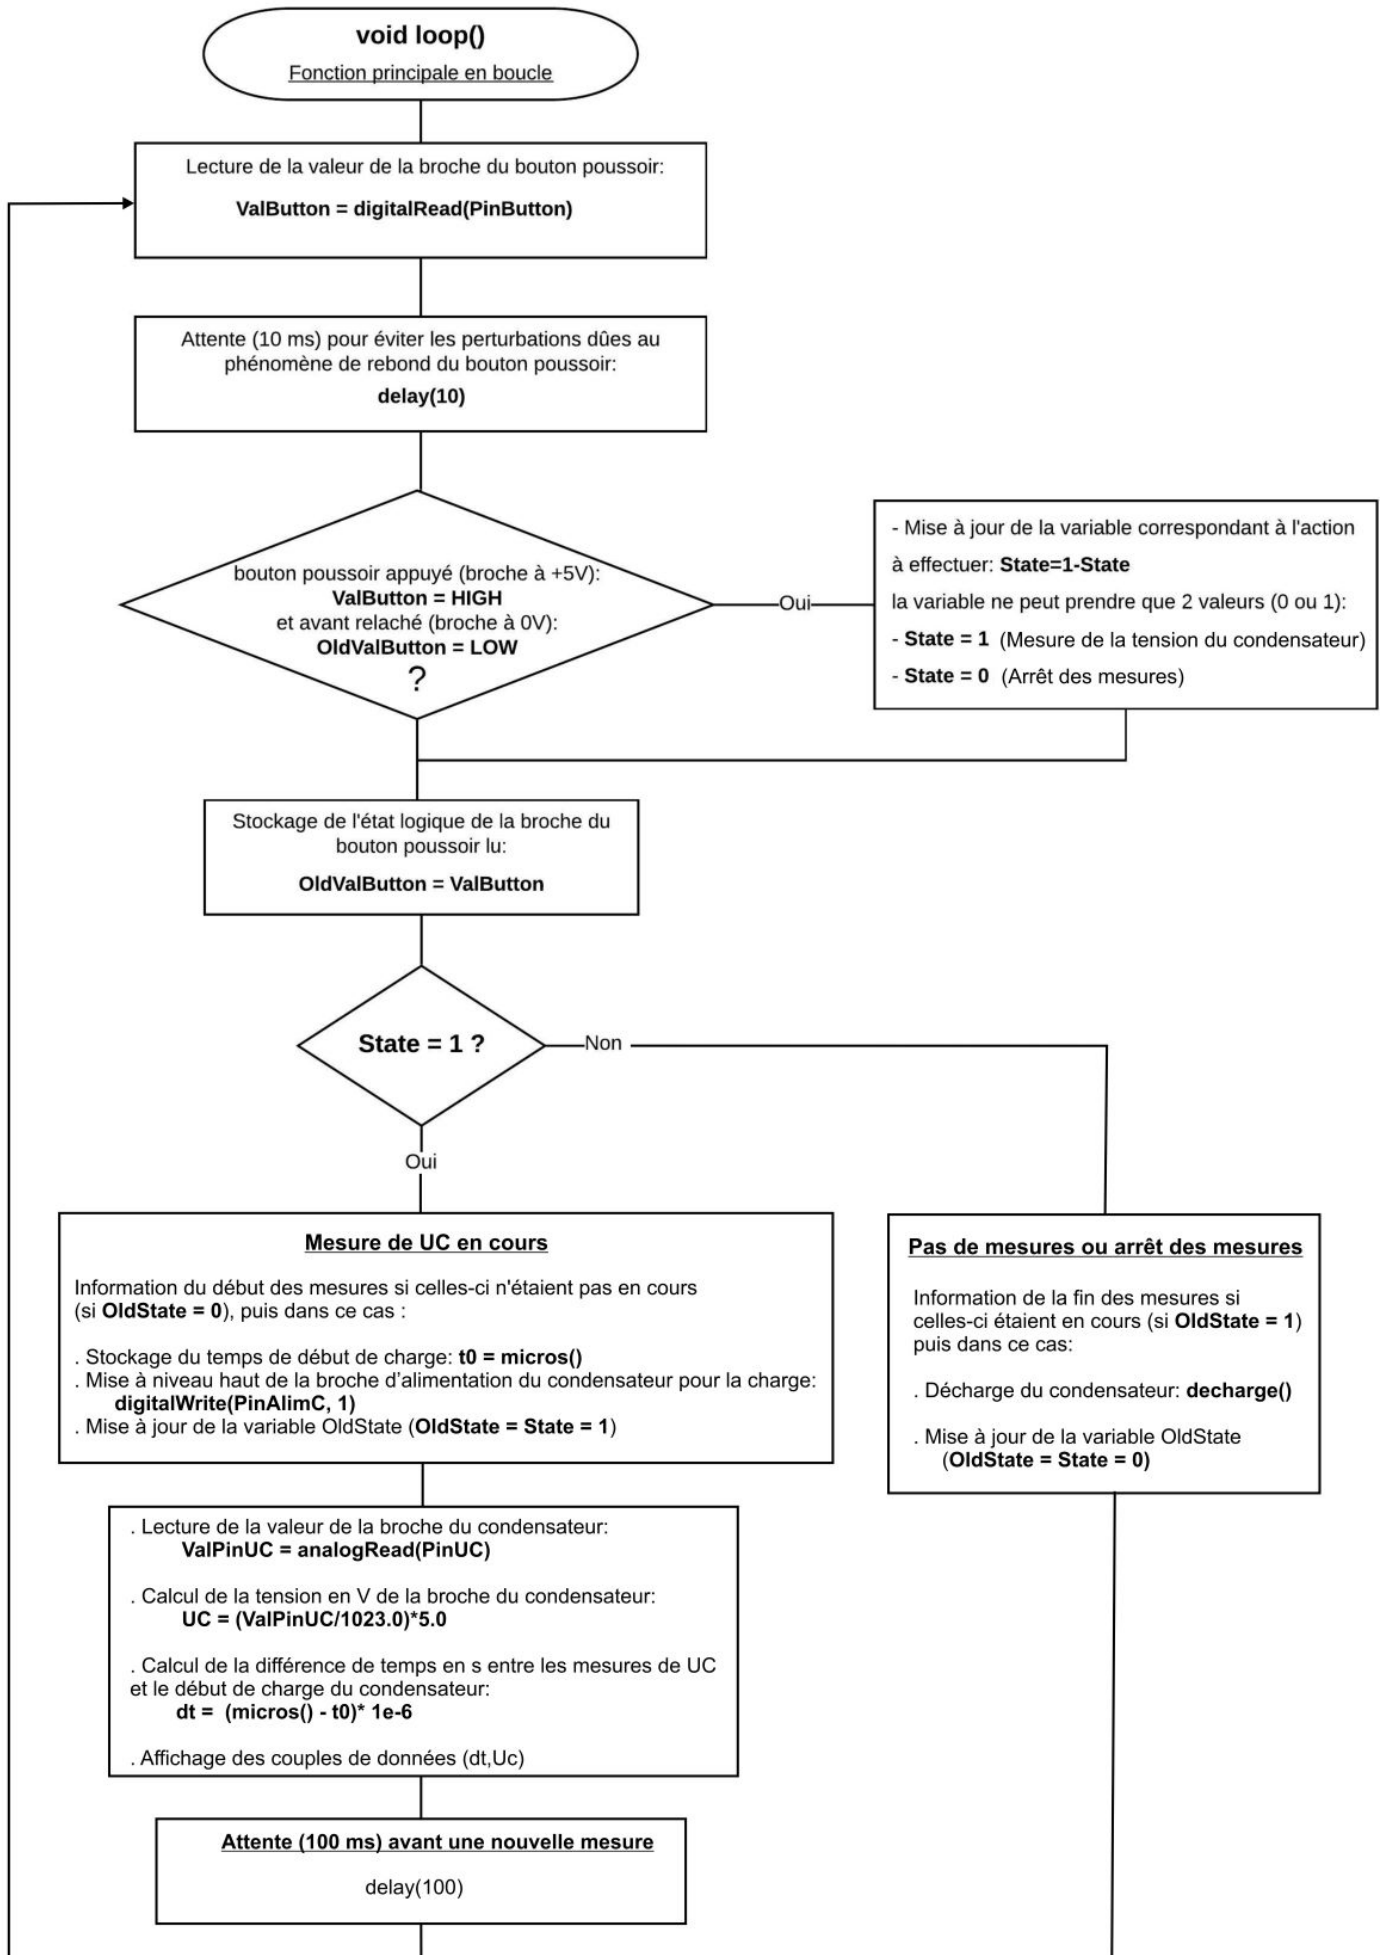 void loop()
Fonction principale en boucle
Lecture de la valeur de la broche du bouton poussoir:
ValButton = digitalRead(PinButton)
Attente (10 ms) pour éviter les perturbations dûes au
phénomène de rebond du bouton poussoir:
delay(10)
bouton poussoir appuyé (broche à +5V):
ValButton = HIGH
et avant relaché (broche à 0V):
OldValButton = LOW
?
Oui
- Mise à jour de la variable correspondant à l'action
à effectuer: State=1-State
la variable ne peut prendre que 2 valeurs (0 ou 1):
- State = 1 (Mesure de la tension du condensateur)
- State = 0 (Arrêt des mesures)
Stockage de l'état logique de la broche du
bouton poussoir lu:
OldValButton = ValButton
State = 1 ?
Non
Oui
Mesure de UC en cours
Information du début des mesures si celles-ci n'étaient pas en cours
(si OldState = 0), puis dans ce cas :
. Stockage du temps de début de charge: t0 = micros()
. Mise à niveau haut de la broche d'alimentation du condensateur pour la charge:
digitalWrite(PinAlimC, 1)
. Mise à jour de la variable OldState (OldState = State = 1)
Pas de mesures ou arrêt des mesures
Information de la fin des mesures si
celles-ci étaient en cours (si OldState = 1)
puis dans ce cas:
. Décharge du condensateur: decharge()
. Mise à jour de la variable OldState
(OldState = State = 0)
. Lecture de la valeur de la broche du condensateur:
ValPinUC = analogRead(PinUC)
. Calcul de la tension en V de la broche du condensateur:
UC = (ValPinUC/1023.0)*5.0
. Calcul de la différence de temps en s entre les mesures de UC
et le début de charge du condensateur:
dt = (micros() - t0)* 1e-6
. Affichage des couples de données (dt,Uc)
Attente (100 ms) avant une nouvelle mesure
delay(100)